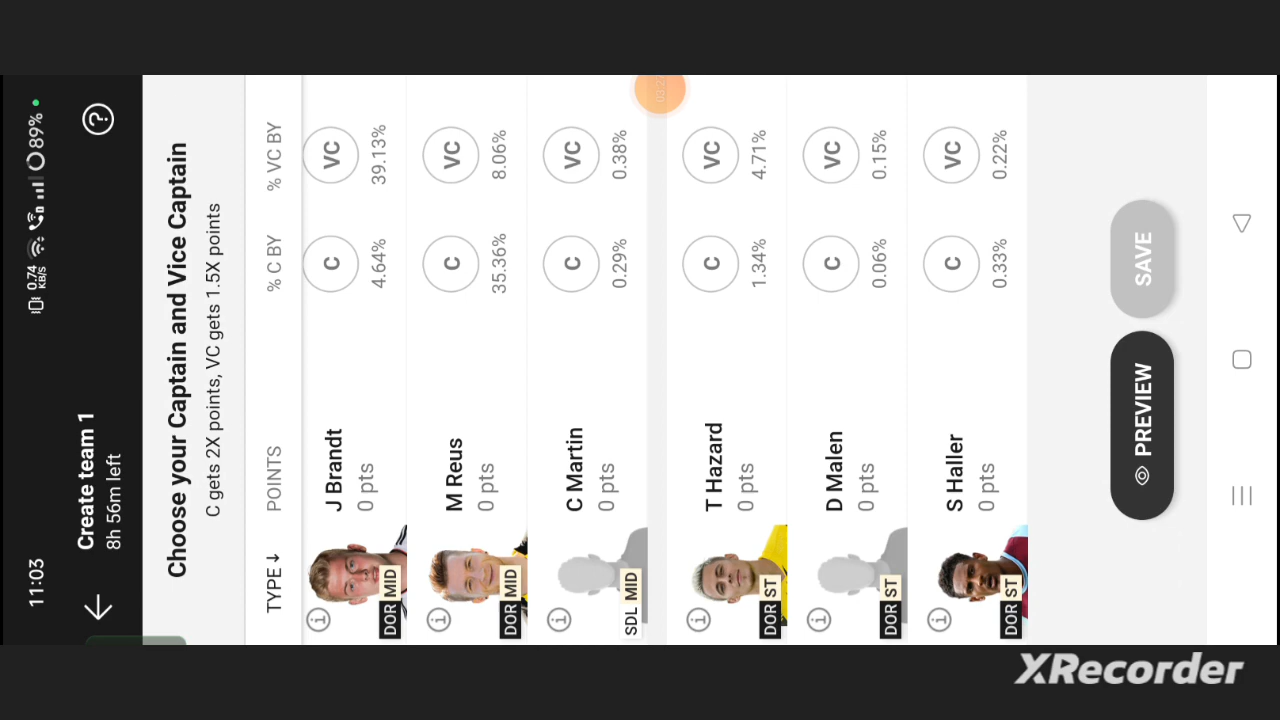 11:03
0.74
KB/S
89%
Create team 1
8h 56m left
Choose your Captain and Vice Captain
C gets 2X points, VC gets 1.5X points
TYPE ↓ POINTS % C BY % VC BY
J Brandt
0 pts
DOR MID
C
4.64%
VC
39.13%
M Reus
0 pts
DOR MID
C
35.36%
VC
8.06%
C Martin
0 pts
SDL MID
C
0.29%
VC
0.38%
T Hazard
0 pts
DOR ST
C
1.34%
VC
4.71%
D Malen
0 pts
DOR ST
C
0.06%
VC
0.15%
S Haller
0 pts
DOR ST
C
0.33%
VC
0.22%
PREVIEW
SAVE
XRecorder